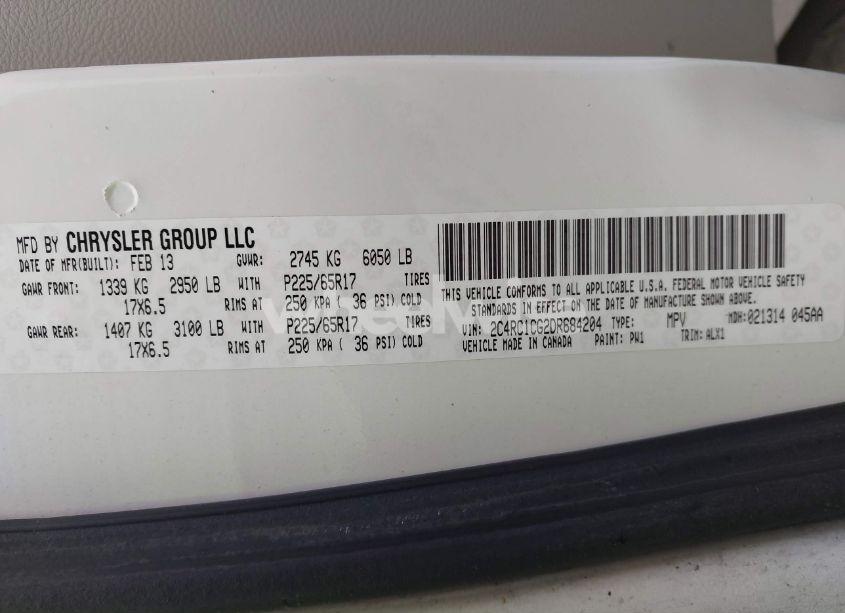 MFD BY CHRYSLER GROUP LLC
DATE OF MFR(BUILT): FEB 13 GVWR: 2745 KG 6050 LB
GAWR FRONT: 1339 KG 2950 LB WITH P225/65R17 TIRES
17X6.5 RIMS AT 250 KPA ( 36 PSI) COLD
GAWR REAR: 1407 KG 3100 LB WITH P225/65R17 TIRES
17X6.5 RIMS AT 250 KPA ( 36 PSI) COLD
THIS VEHICLE CONFORMS TO ALL APPLICABLE U.S.A. FEDERAL MOTOR VEHICLE SAFETY
STANDARDS IN EFFECT ON THE DATE OF MANUFACTURE SHOWN ABOVE.
VIN: 2C4RC1CG2DR684204 TYPE: MPV MDH:021314 045AA
VEHICLE MADE IN CANADA PAINT: PW1 TRIM: ALX1